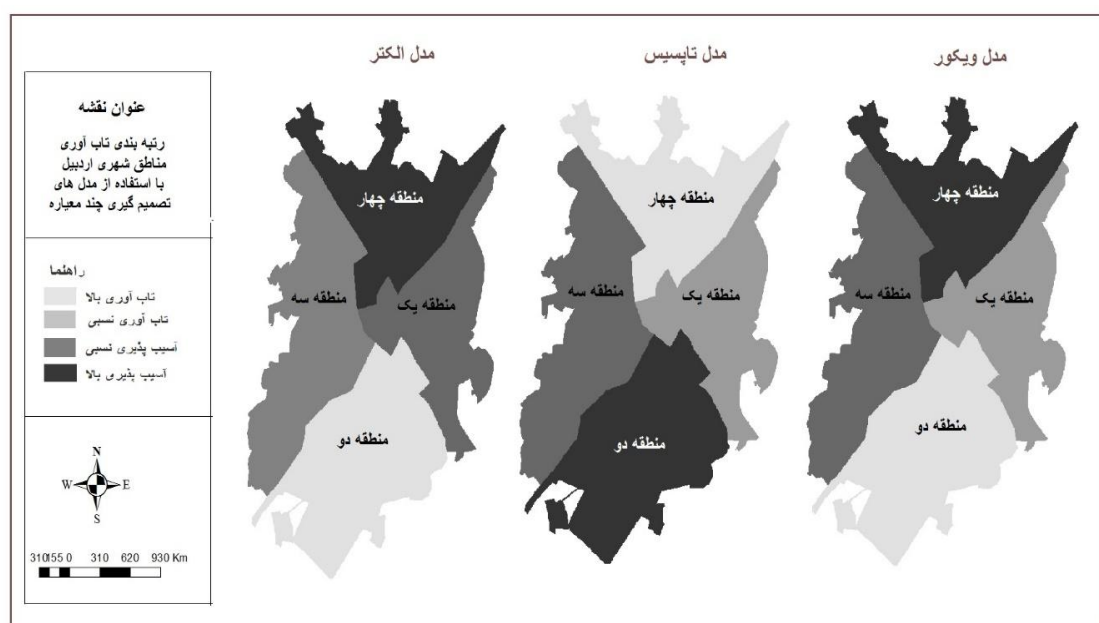 مدل ویکور
مدل تاپسیس
مدل الکتر
عنوان نقشه
رتبه بندی تاب آوری
مناطق شهری اردبیل
با استفاده از مدل های
تصمیم گیری چند معیاره
راهلما
تاب آوری بالا
تاب آوری نسبی
آسیب پذیری نسبی
آسیب پذیری بالا
N
W E
S
310155 0 310 620 930 Km
منطقه چهار
منطقه یک
منطقه سه
منطقه دو
منطقه چهار
منطقه یک
منطقه سه
منطقه دو
منطقه چهار
منطقه یک
منطقه سه
منطقه دو